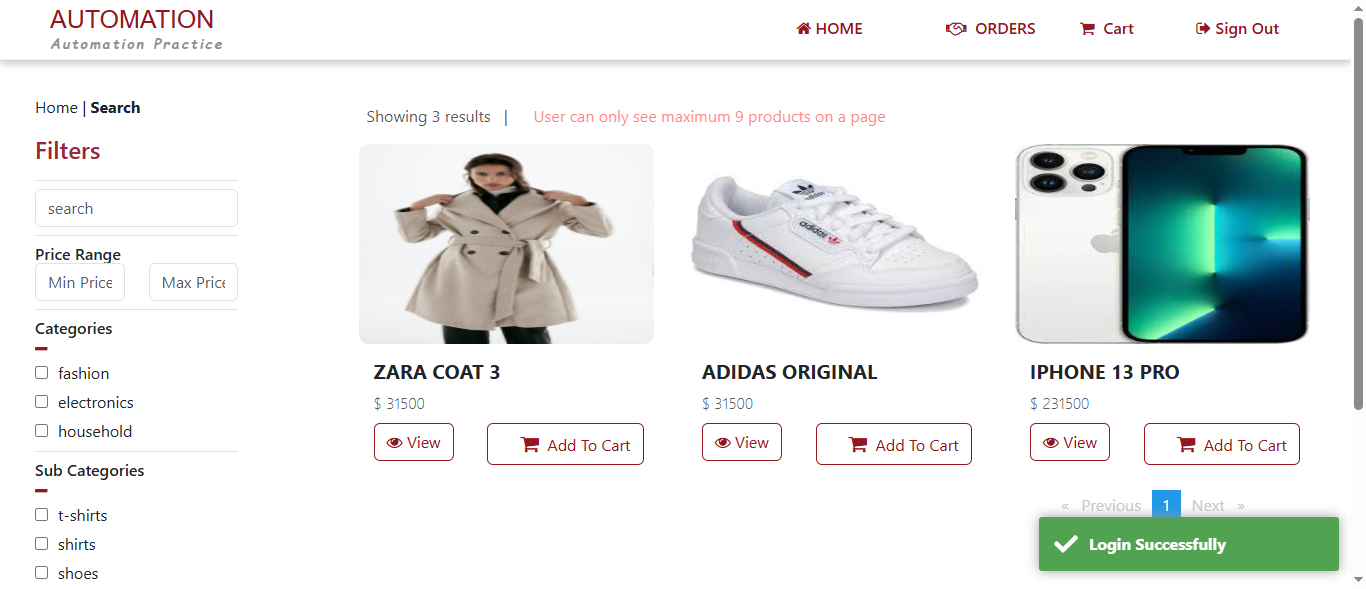 AUTOMATION
Automation Practice
HOME
ORDERS
Cart
Sign Out
Home | Search
Filters
search
Price Range
Min Price
Max Price
Categories
fashion
electronics
household
Sub Categories
t-shirts
shirts
shoes
Showing 3 results |
User can only see maximum 9 products on a page
adidas
ZARA COAT 3
$ 31500
View
Add To Cart
ADIDAS ORIGINAL
$ 31500
View
Add To Cart
IPHONE 13 PRO
$ 231500
View
Add To Cart
« Previous 1 Next »
Login Successfully